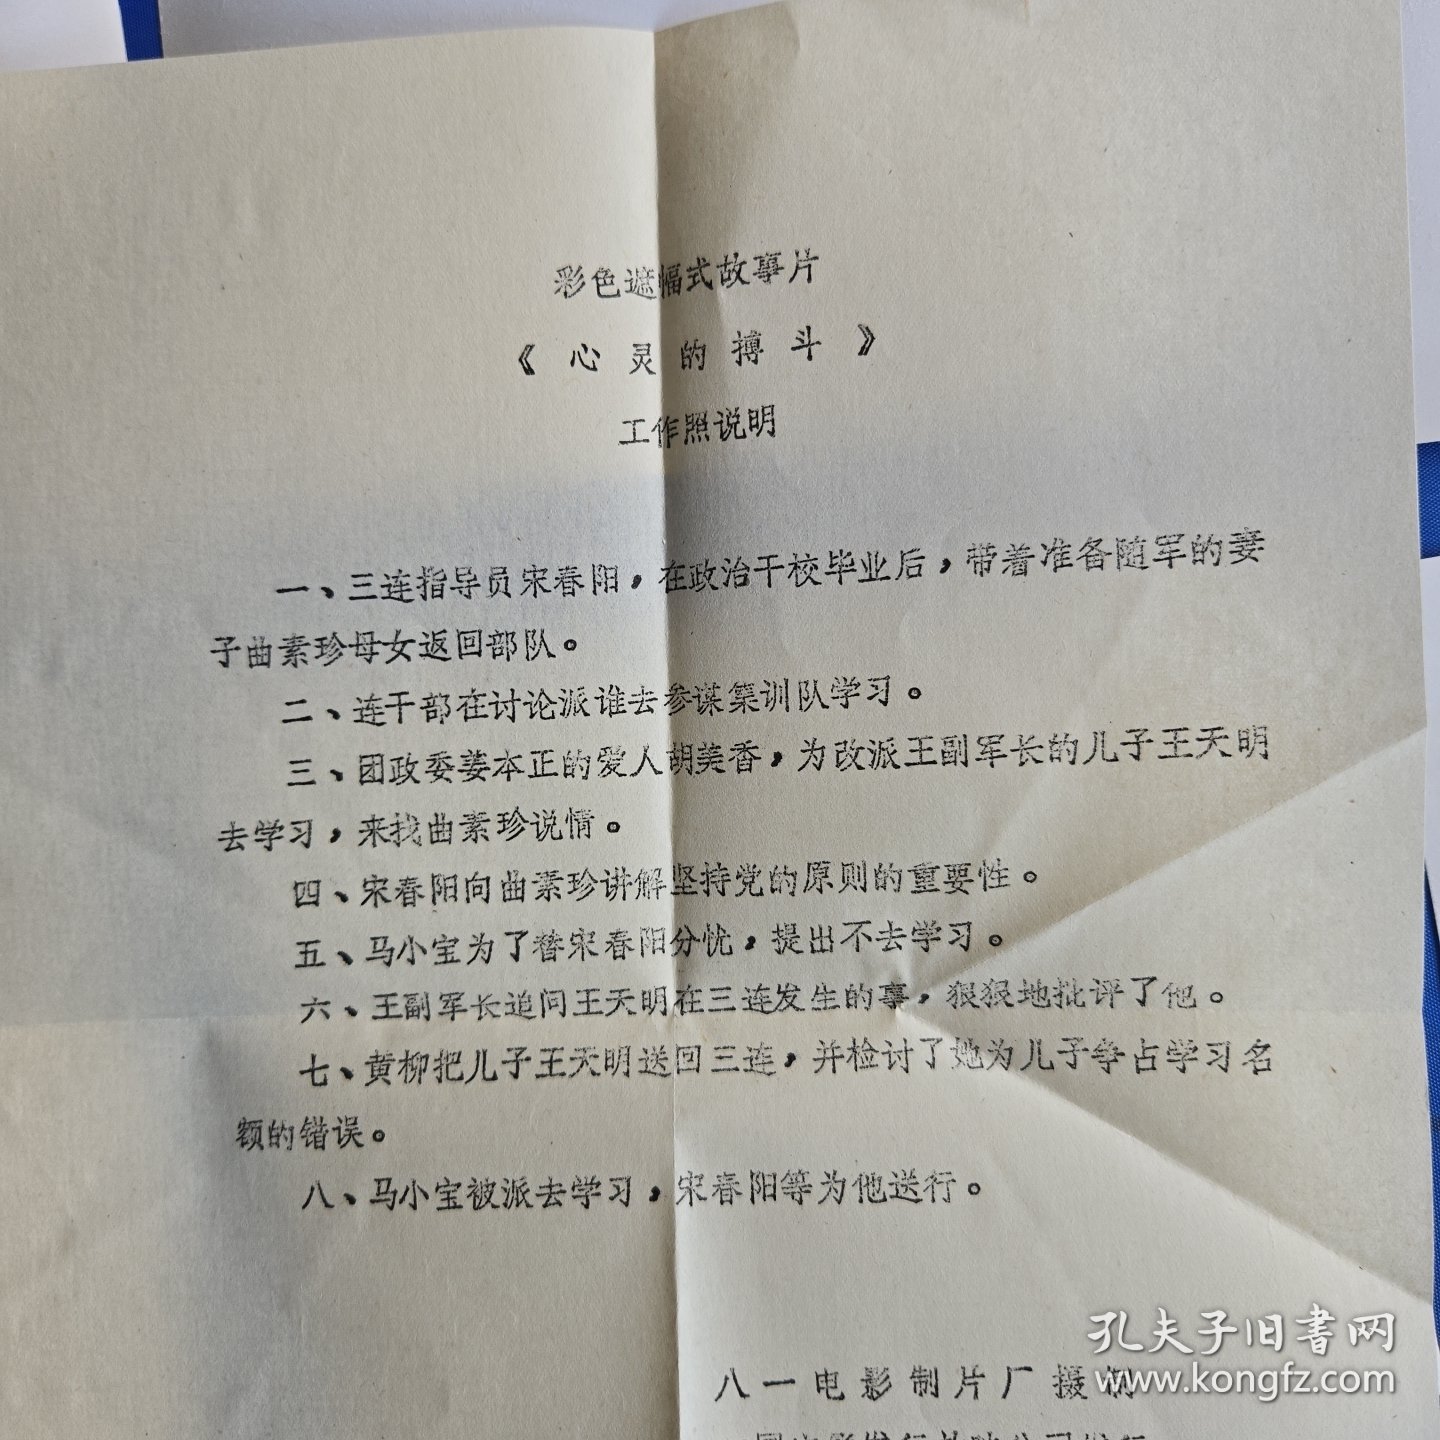 彩色遮幅式故事片
《心灵的搏斗》
工作照说明
一、三连指导员宋春阳，在政治干校毕业后，带着准备随军的妻
子曲素珍母女返回部队。
二、连干部在讨论派谁去参谋集训队学习。
三、团政委姜本正的爱人胡美香，为改派王副军长的儿子王天明
去学习，来找曲素珍说情。
四、宋春阳向曲素珍讲解坚持党的原则的重要性。
五、马小宝为了替宋春阳分忧，提出不去学习。
六、王副军长追问王天明在三连发生的事，狠狠地批评了他。
七、黄柳把儿子王天明送回三连，并检讨了她为儿子争占学习名
额的错误。
八、马小宝被派去学习，宋春阳等为他送行。
八一电影制片厂摄制
孔夫子旧书网
www.kongfz.com